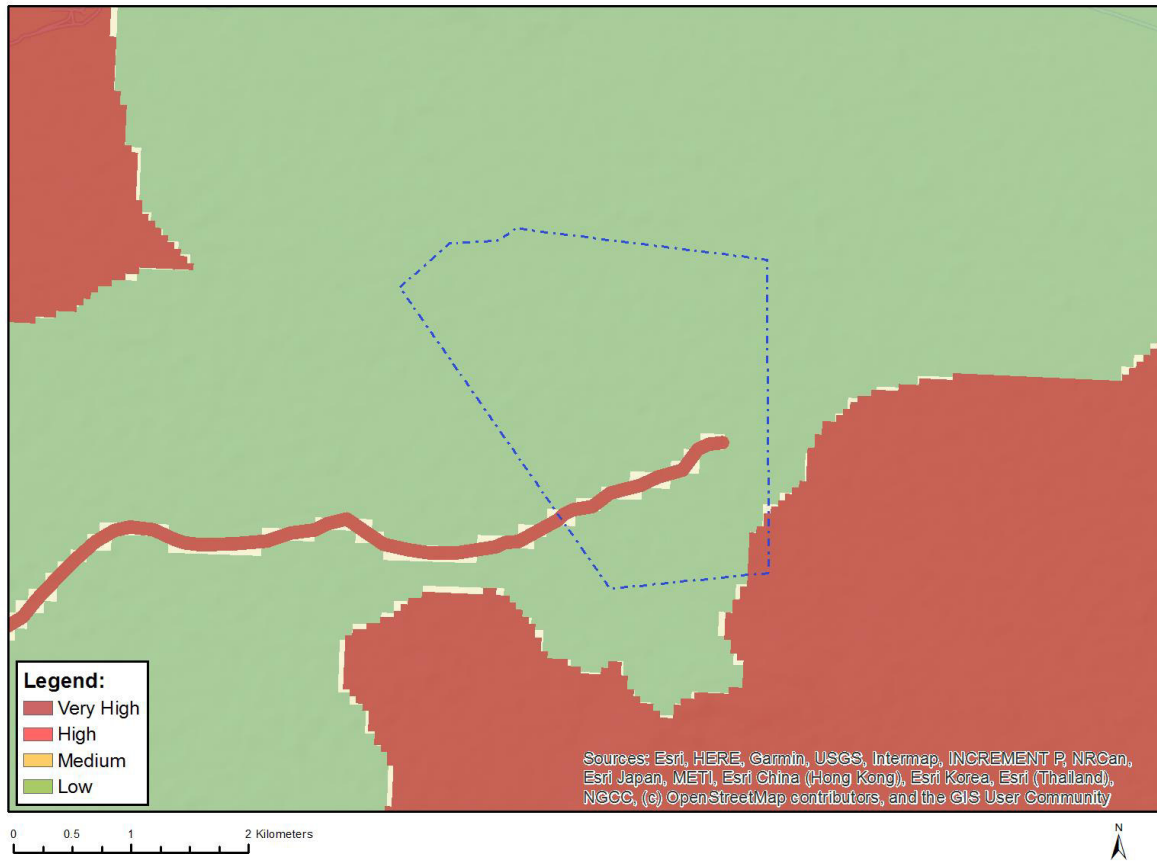 Legend:
Very High
High
Medium
Low
Sources: Esri, HERE, Garmin, USGS, Intermap, INCREMENT P, NRCan,
Esri Japan, METI, Esri China (Hong Kong), Esri Korea, Esri (Thailand),
NGCC, (c) OpenStreetMap contributors, and the GIS User Community
0 0.5 1 2 Kilometers
N